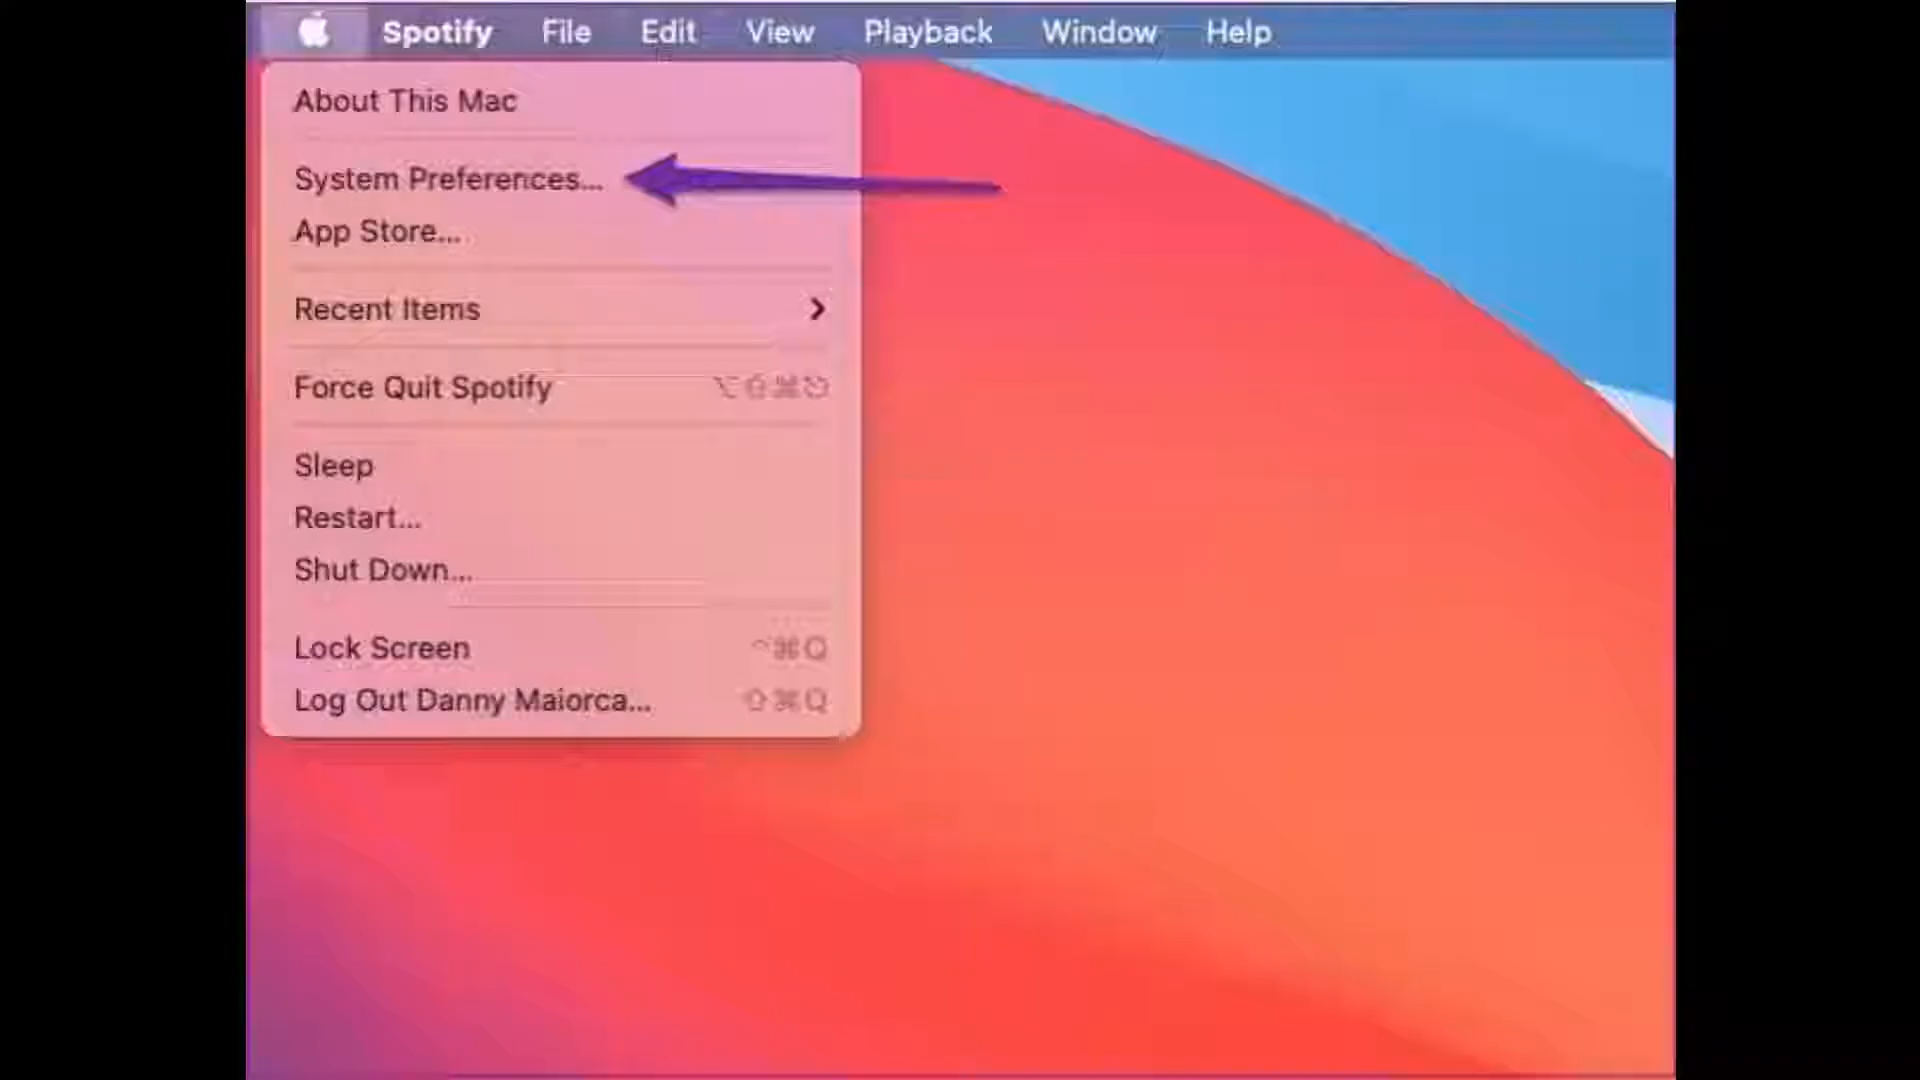 Spotify File Edit View Playback Window Help
About This Mac
System Preferences...
App Store...
Recent Items
Force Quit Spotify
Sleep
Restart...
Shut Down...
Lock Screen ⌃⌘Q
Log Out Danny Maiorca... ⇧⌘Q